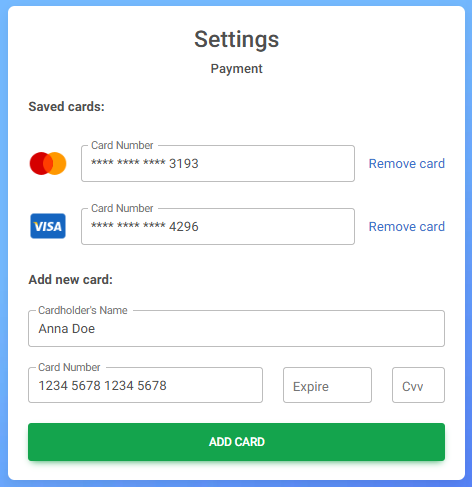 Settings
Payment
Saved cards:
Card Number
**** **** **** 3193
Remove card
VISA
Card Number
**** **** **** 4296
Remove card
Add new card:
Cardholder's Name
Anna Doe
Card Number
1234 5678 1234 5678
Expire
Cvv
ADD CARD